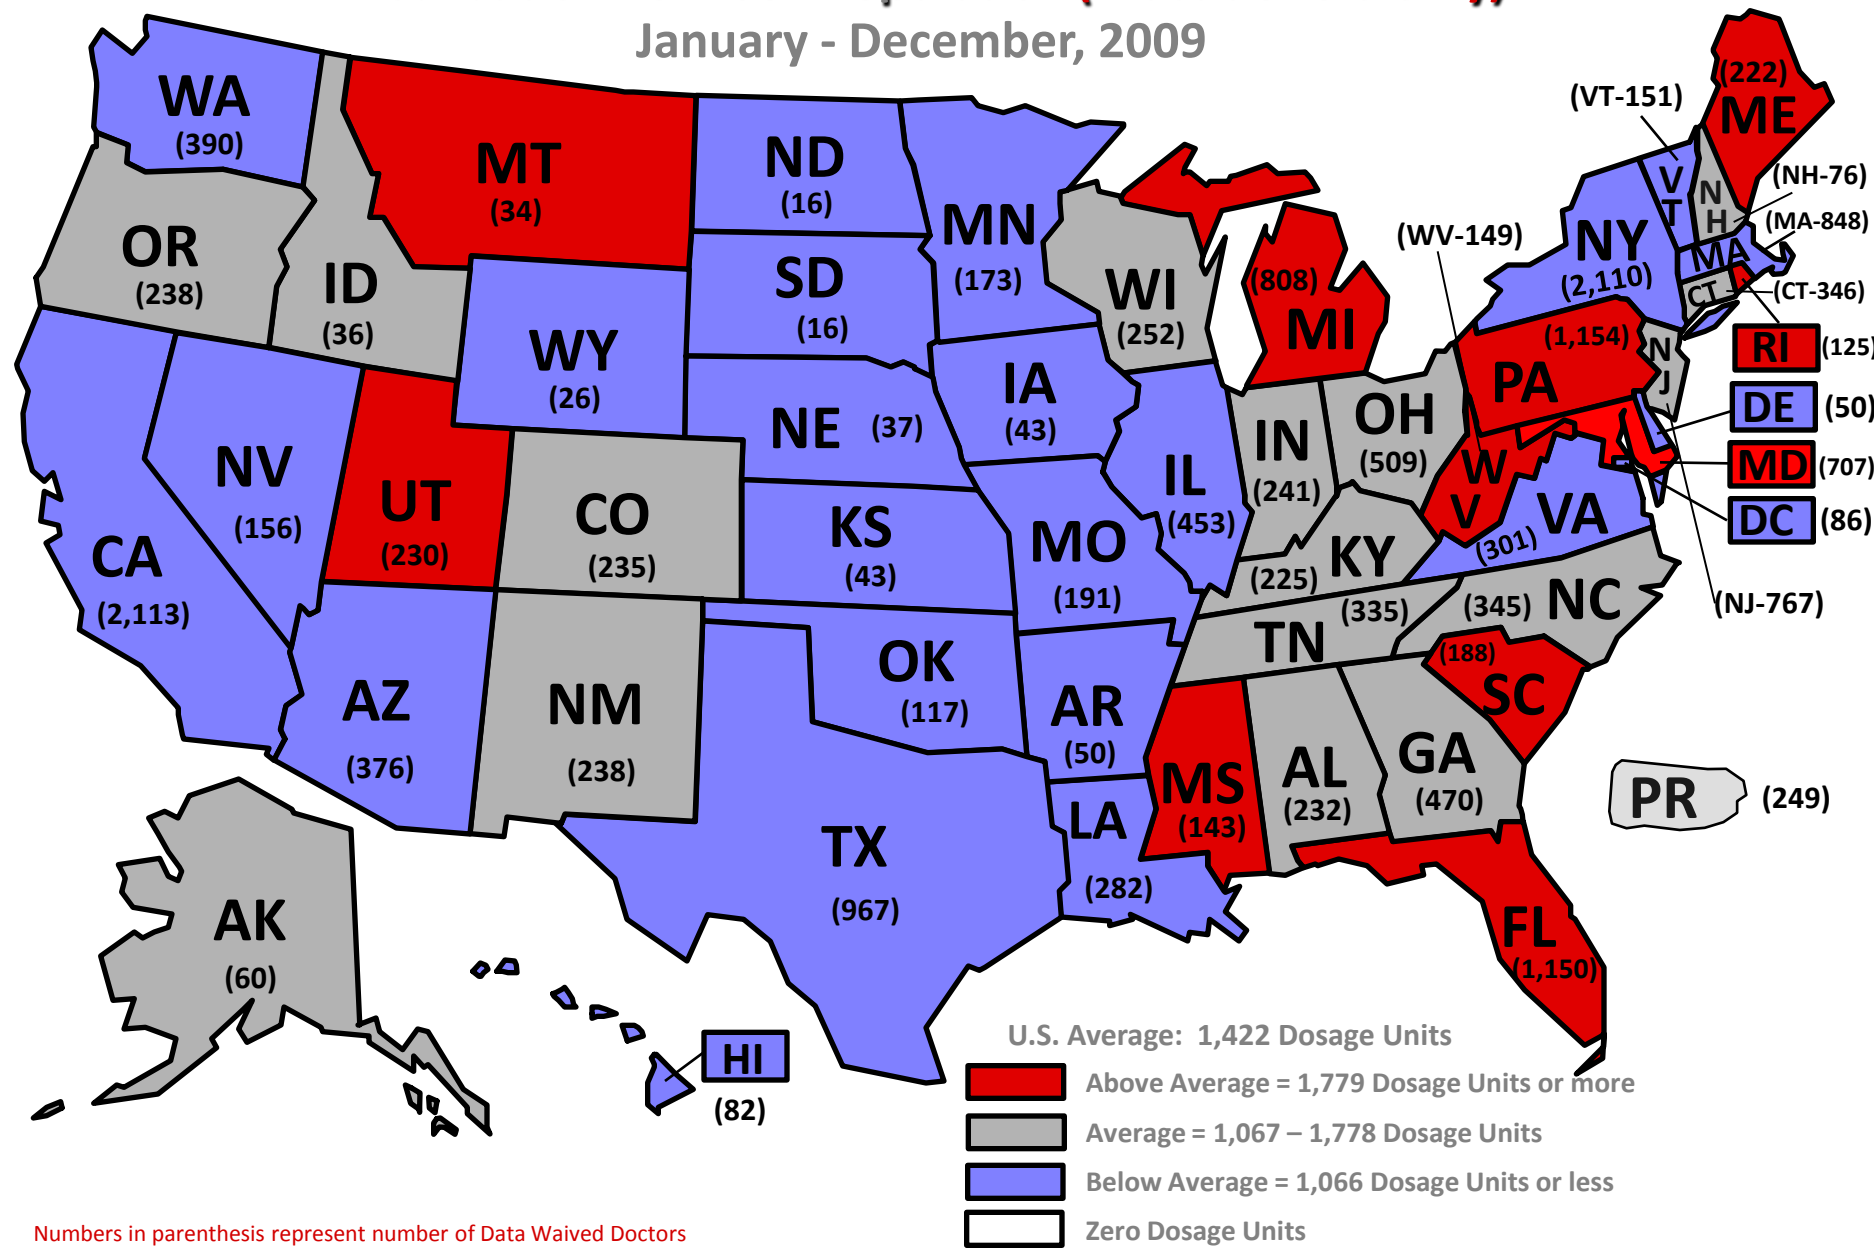 January - December, 2009
WA
(390)
MT
(34)
ND
(16)
MN
(173)
OR
(238)
ID
(36)
SD
(16)
WY
(26)
WI
(252)
(808)
MI
(222)
ME
(VT-151)
V
T
N
H
(NH-76)
(MA-848)
MA
NY
(2,110)
(WV-149)
CT
(CT-346)
RI
(125)
DE
(50)
MD
(707)
DC
(86)
(NJ-767)
N
J
(1,154)
PA
NE
(37)
IA
(43)
IL
(453)
IN
(241)
OH
(509)
W
V
VA
(301)
CA
(2,113)
NV
(156)
UT
(230)
CO
(235)
KS
(43)
MO
(191)
KY
(225)
TN
(335)
(345)
NC
(188)
SC
AZ
(376)
NM
(238)
OK
(117)
AR
(50)
MS
(143)
AL
(232)
GA
(470)
PR
(249)
TX
(967)
LA
(282)
FL
(1,150)
AK
(60)
HI
(82)
U.S. Average: 1,422 Dosage Units
Above Average = 1,779 Dosage Units or more
Average = 1,067 – 1,778 Dosage Units
Below Average = 1,066 Dosage Units or less
Zero Dosage Units
Numbers in parenthesis represent number of Data Waived Doctors